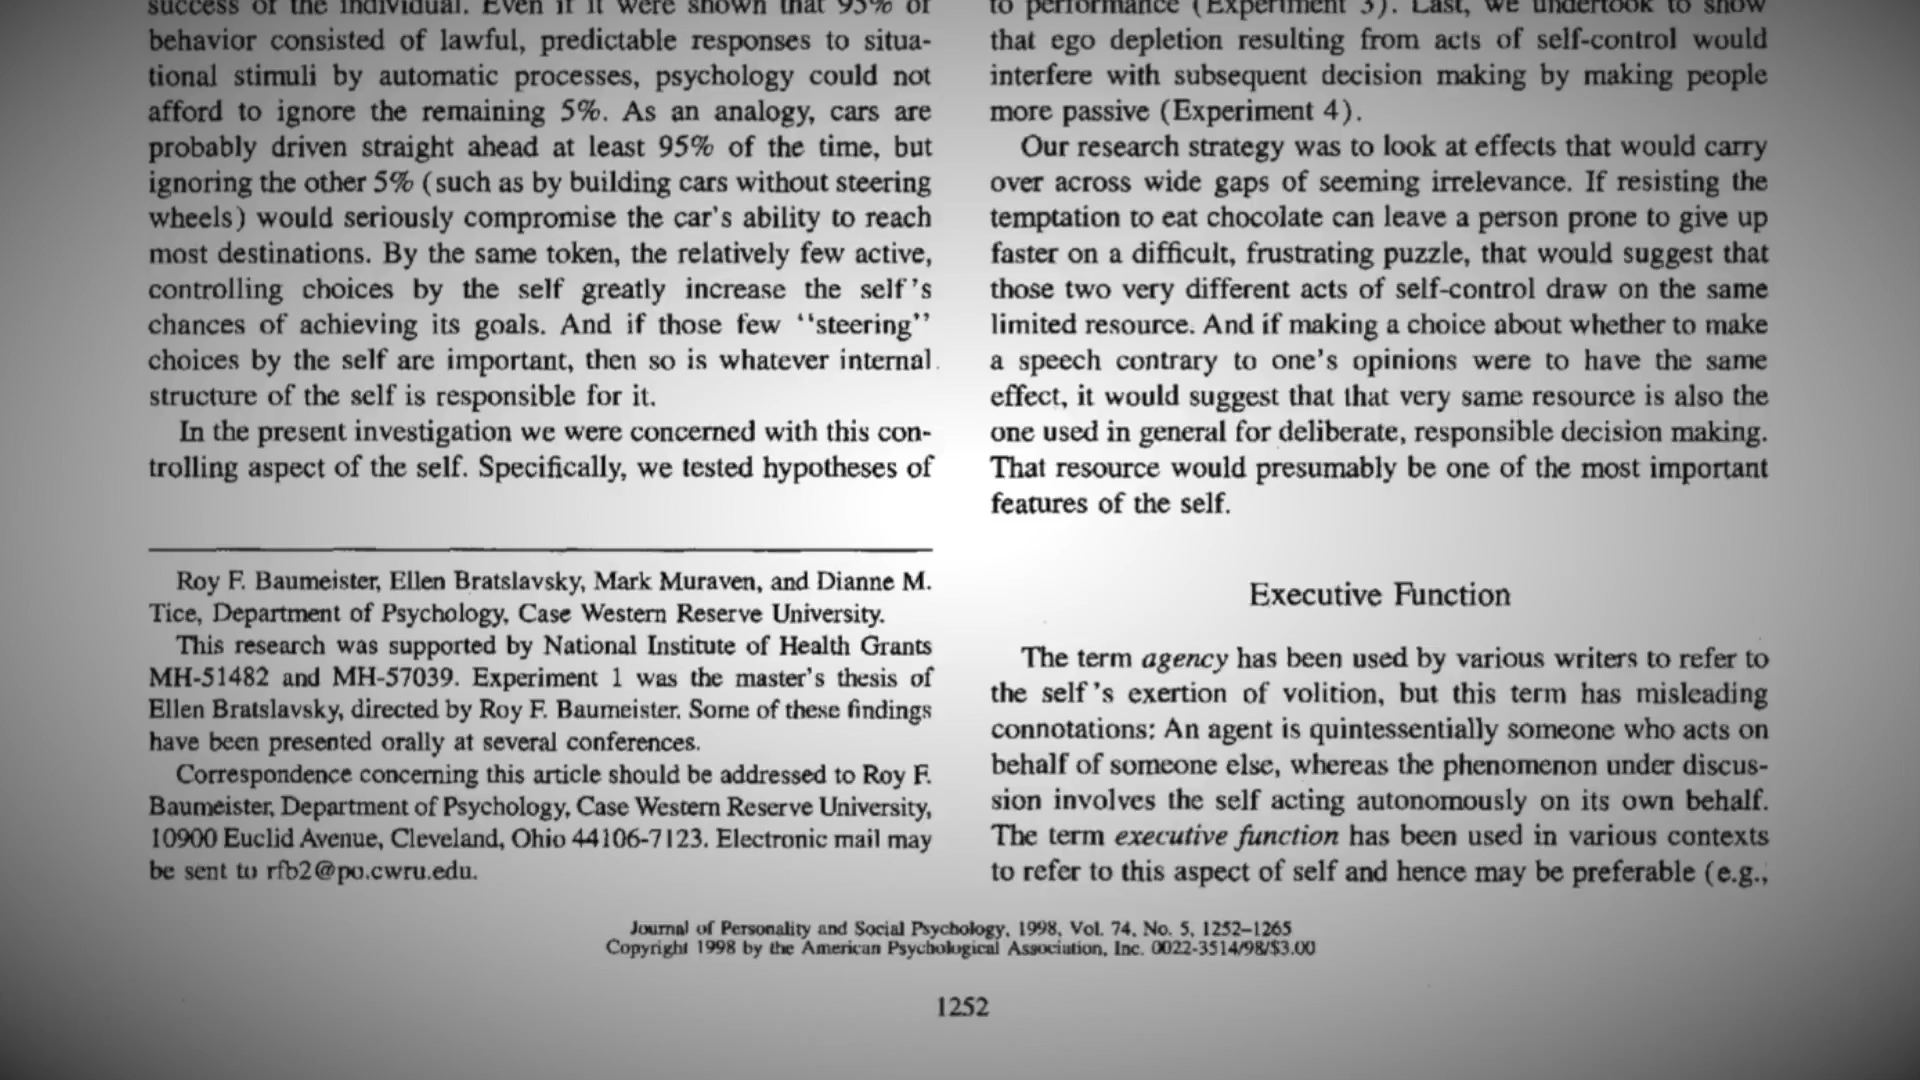 success of the individual. Even if it were shown that 95% of
behavior consisted of lawful, predictable responses to situa-
tional stimuli by automatic processes, psychology could not
afford to ignore the remaining 5%. As an analogy, cars are
probably driven straight ahead at least 95% of the time, but
ignoring the other 5% (such as by building cars without steering
wheels) would seriously compromise the car's ability to reach
most destinations. By the same token, the relatively few active,
controlling choices by the self greatly increase the self's
chances of achieving its goals. And if those few ‘‘steering’’
choices by the self are important, then so is whatever internal
structure of the self is responsible for it.
In the present investigation we were concerned with this con-
trolling aspect of the self. Specifically, we tested hypotheses of
Roy F. Baumeister, Ellen Bratslavsky, Mark Muraven, and Dianne M.
Tice, Department of Psychology, Case Western Reserve University.
This research was supported by National Institute of Health Grants
MH-51482 and MH-57039. Experiment 1 was the master's thesis of
Ellen Bratslavsky, directed by Roy F. Baumeister. Some of these findings
have been presented orally at several conferences.
Correspondence concerning this article should be addressed to Roy F.
Baumeister, Department of Psychology, Case Western Reserve University,
10900 Euclid Avenue, Cleveland, Ohio 44106-7123. Electronic mail may
be sent to rfb2@po.cwru.edu.
to performance (Experiment 3). Last, we undertook to show
that ego depletion resulting from acts of self-control would
interfere with subsequent decision making by making people
more passive (Experiment 4).
Our research strategy was to look at effects that would carry
over across wide gaps of seeming irrelevance. If resisting the
temptation to eat chocolate can leave a person prone to give up
faster on a difficult, frustrating puzzle, that would suggest that
those two very different acts of self-control draw on the same
limited resource. And if making a choice about whether to make
a speech contrary to one's opinions were to have the same
effect, it would suggest that that very same resource is also the
one used in general for deliberate, responsible decision making.
That resource would presumably be one of the most important
features of the self.
Executive Function
The term agency has been used by various writers to refer to
the self's exertion of volition, but this term has misleading
connotations: An agent is quintessentially someone who acts on
behalf of someone else, whereas the phenomenon under discus-
sion involves the self acting autonomously on its own behalf.
The term executive function has been used in various contexts
to refer to this aspect of self and hence may be preferable (e.g.,
Journal of Personality and Social Psychology, 1998, Vol. 74, No. 5, 1252–1265
Copyright 1998 by the American Psychological Association, Inc. 0022-3514/98/$3.00
1252